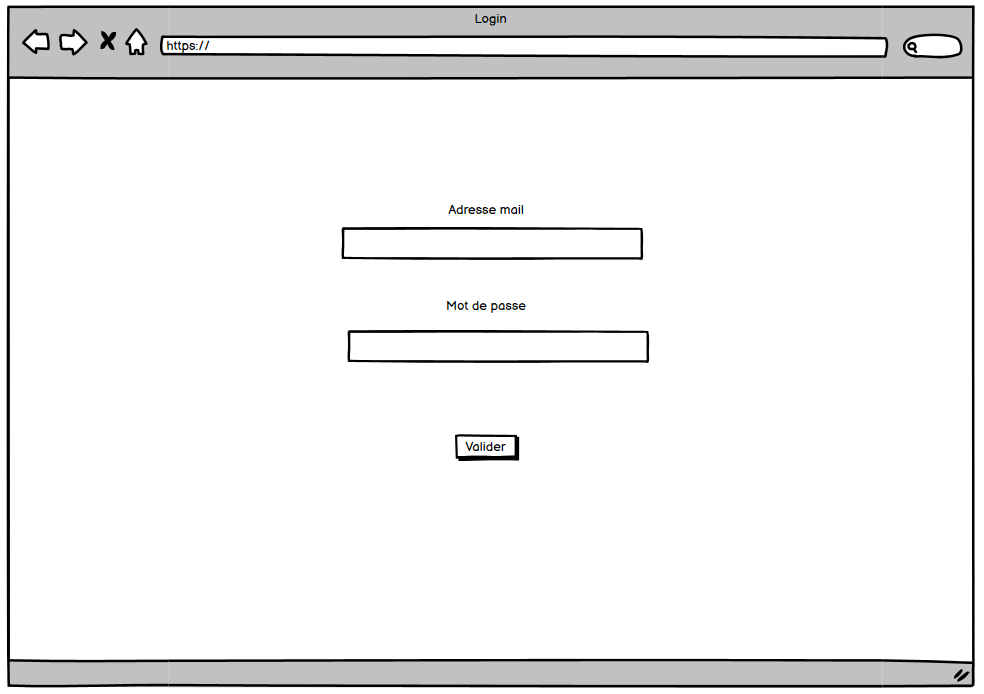 Login
https://
Adresse mail
Mot de passe
Valider